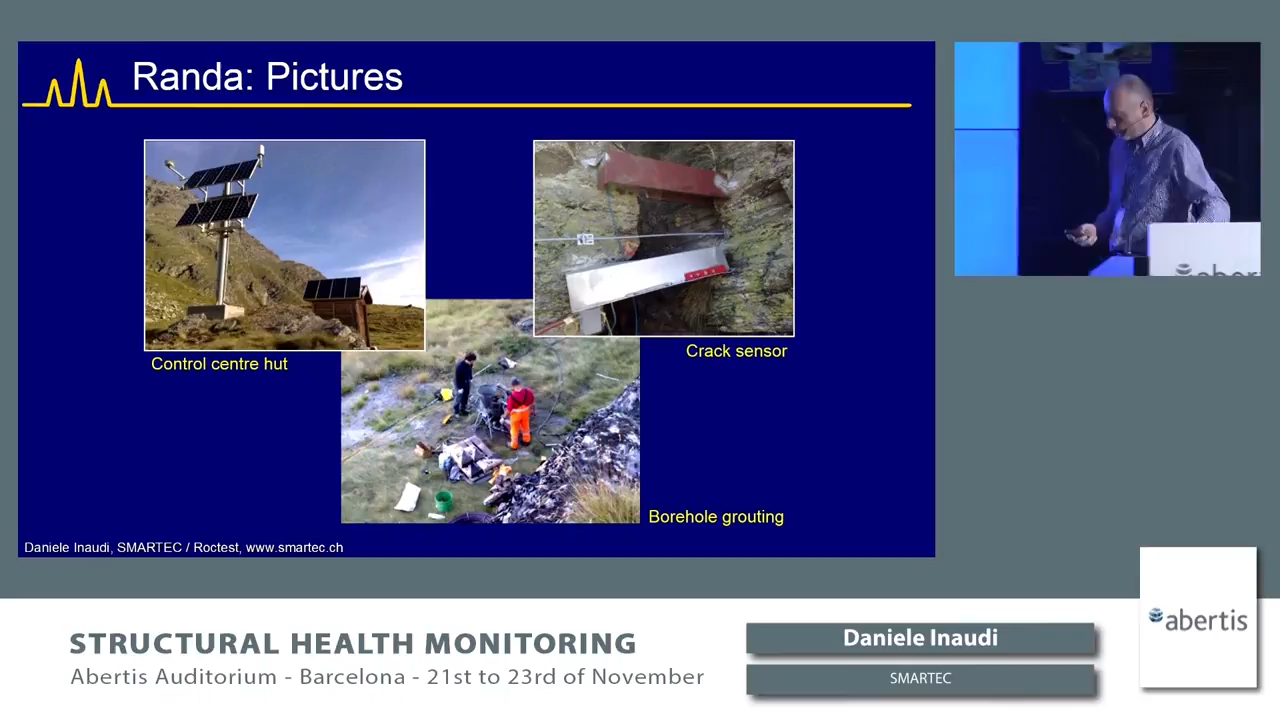 Randa: Pictures
Control centre hut
Crack sensor
Borehole grouting
Daniele Inaudi, SMARTEC / Roctest, www.smartec.ch
STRUCTURAL HEALTH MONITORING
Abertis Auditorium - Barcelona - 21st to 23rd of November
Daniele Inaudi
SMARTEC
abertis